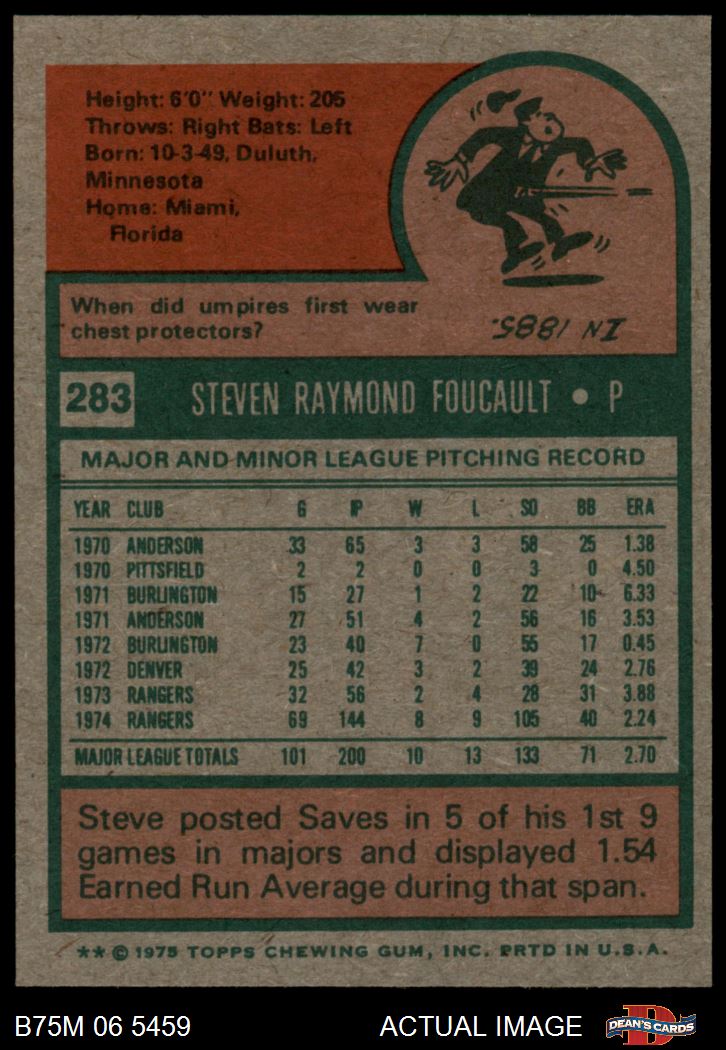 Height: 6'0" Weight: 205
Throws: Right Bats: Left
Born: 10-3-49, Duluth,
Minnesota
Home: Miami,
Florida
When did umpires first wear
chest protectors?
IN 1885.
283 STEVEN RAYMOND FOUCAULT • P
MAJOR AND MINOR LEAGUE PITCHING RECORD
YEAR CLUB G IP W L SO BB ERA
1970 ANDERSON 33 65 3 3 58 25 1.38
1970 PITTSFIELD 2 2 0 0 3 0 4.50
1971 BURLINGTON 15 27 1 2 22 10 6.33
1971 ANDERSON 27 51 4 2 56 16 3.53
1972 BURLINGTON 23 40 7 0 55 17 0.45
1972 DENVER 25 42 3 2 39 24 2.76
1973 RANGERS 32 56 2 4 28 31 3.88
1974 RANGERS 69 144 8 9 105 40 2.24
MAJOR LEAGUE TOTALS 101 200 10 13 133 71 2.70
Steve posted Saves in 5 of his 1st 9
games in majors and displayed 1.54
Earned Run Average during that span.
** © 1975 TOPPS CHEWING GUM, INC. PRTD IN U.S.A.
B75M 06 5459 ACTUAL IMAGE D DEAN'S CARDS